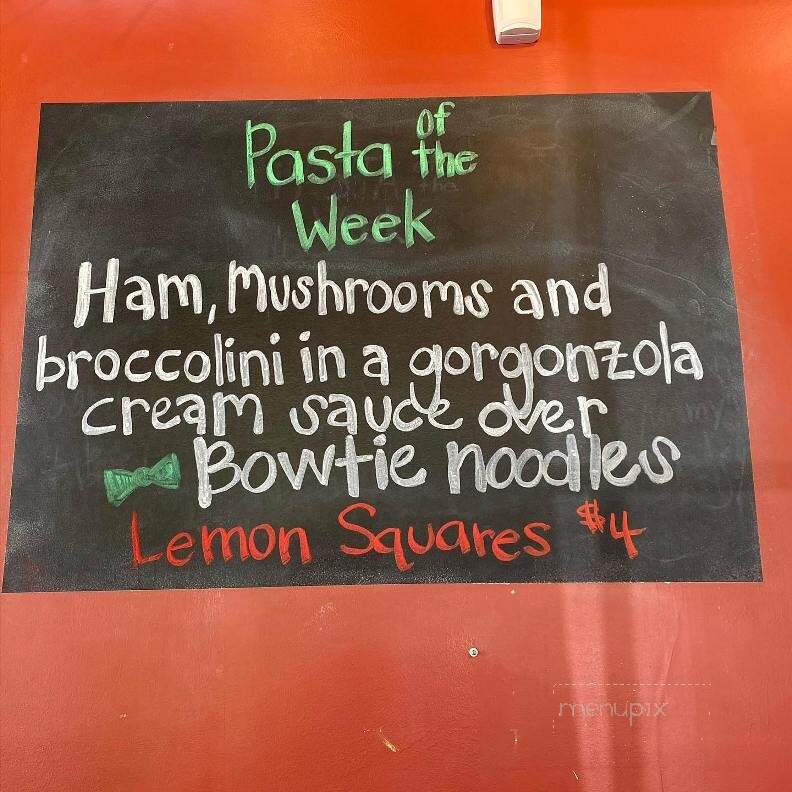 Pasta of the
Week
Ham, Mushrooms and
broccolini in a gorgonzola
cream sauce over
Bowtie noodles
Lemon Squares $4
menupix